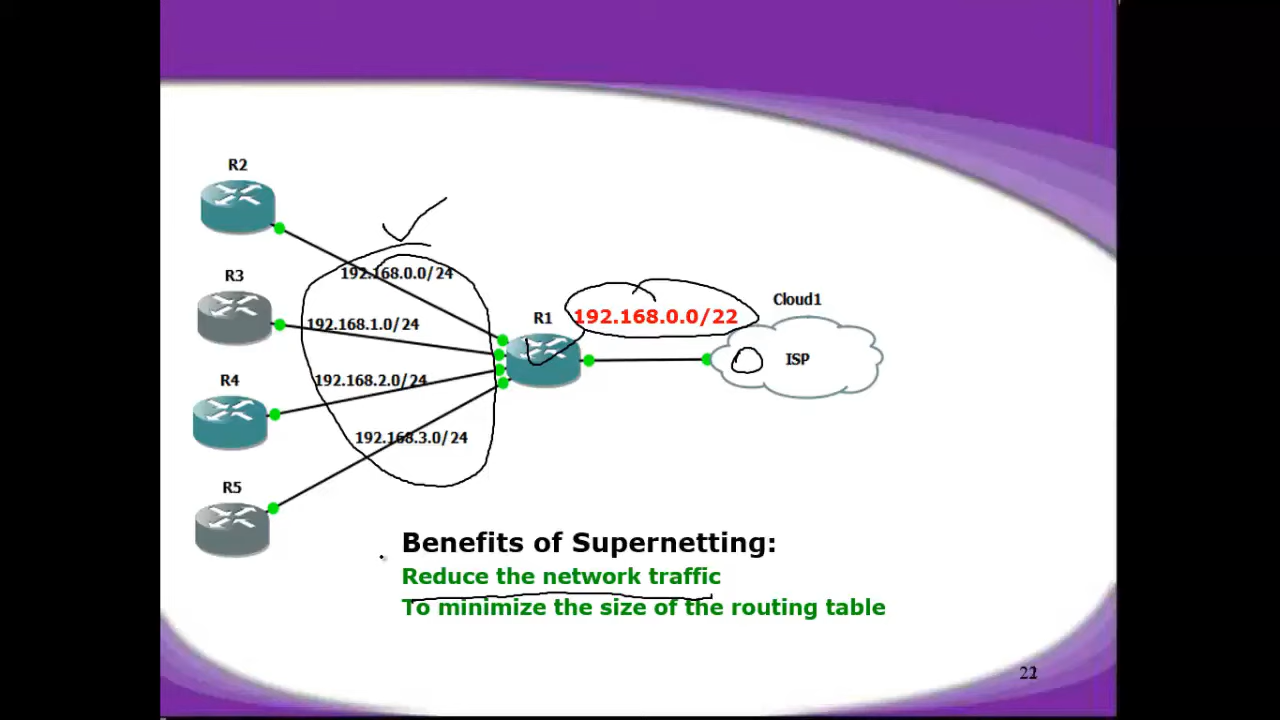 R2
192.168.0.0/24
R3
192.168.1.0/24
R4
192.168.2.0/24
192.168.3.0/24
R5
R1
192.168.0.0/22
Cloud1
ISP
Benefits of Supernetting:
Reduce the network traffic
To minimize the size of the routing table